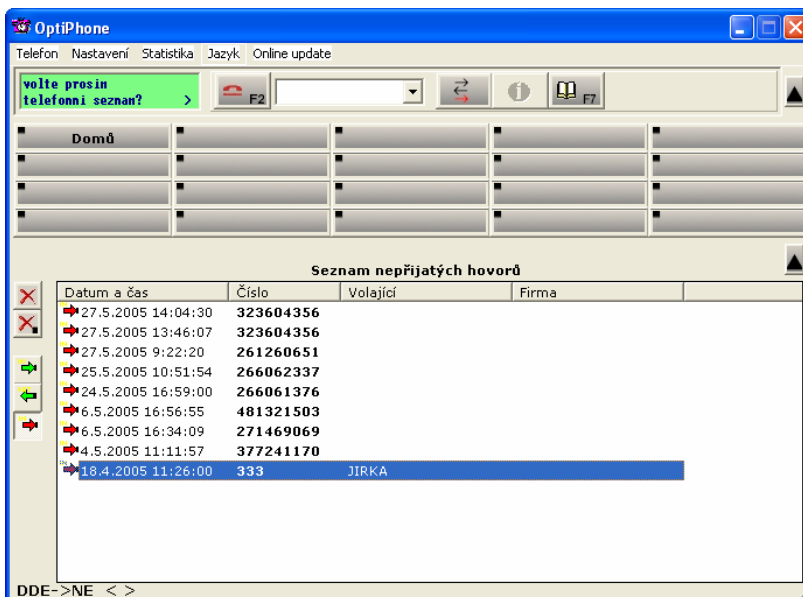 OptiPhone
Telefon Nastavení Statistika Jazyk Online update
volte prosim
telefonni seznam? >
F2
F7
Domů
Seznam nepřijatých hovorů
Datum a čas Číslo Volající Firma
27.5.2005 14:04:30 323604356
27.5.2005 13:46:07 323604356
27.5.2005 9:22:20 261260651
25.5.2005 10:51:54 266062337
24.5.2005 16:59:00 266061376
6.5.2005 16:56:55 481321503
6.5.2005 16:34:09 271469069
4.5.2005 11:11:57 377241170
18.4.2005 11:26:00 333 JIRKA
DDE->NE < >